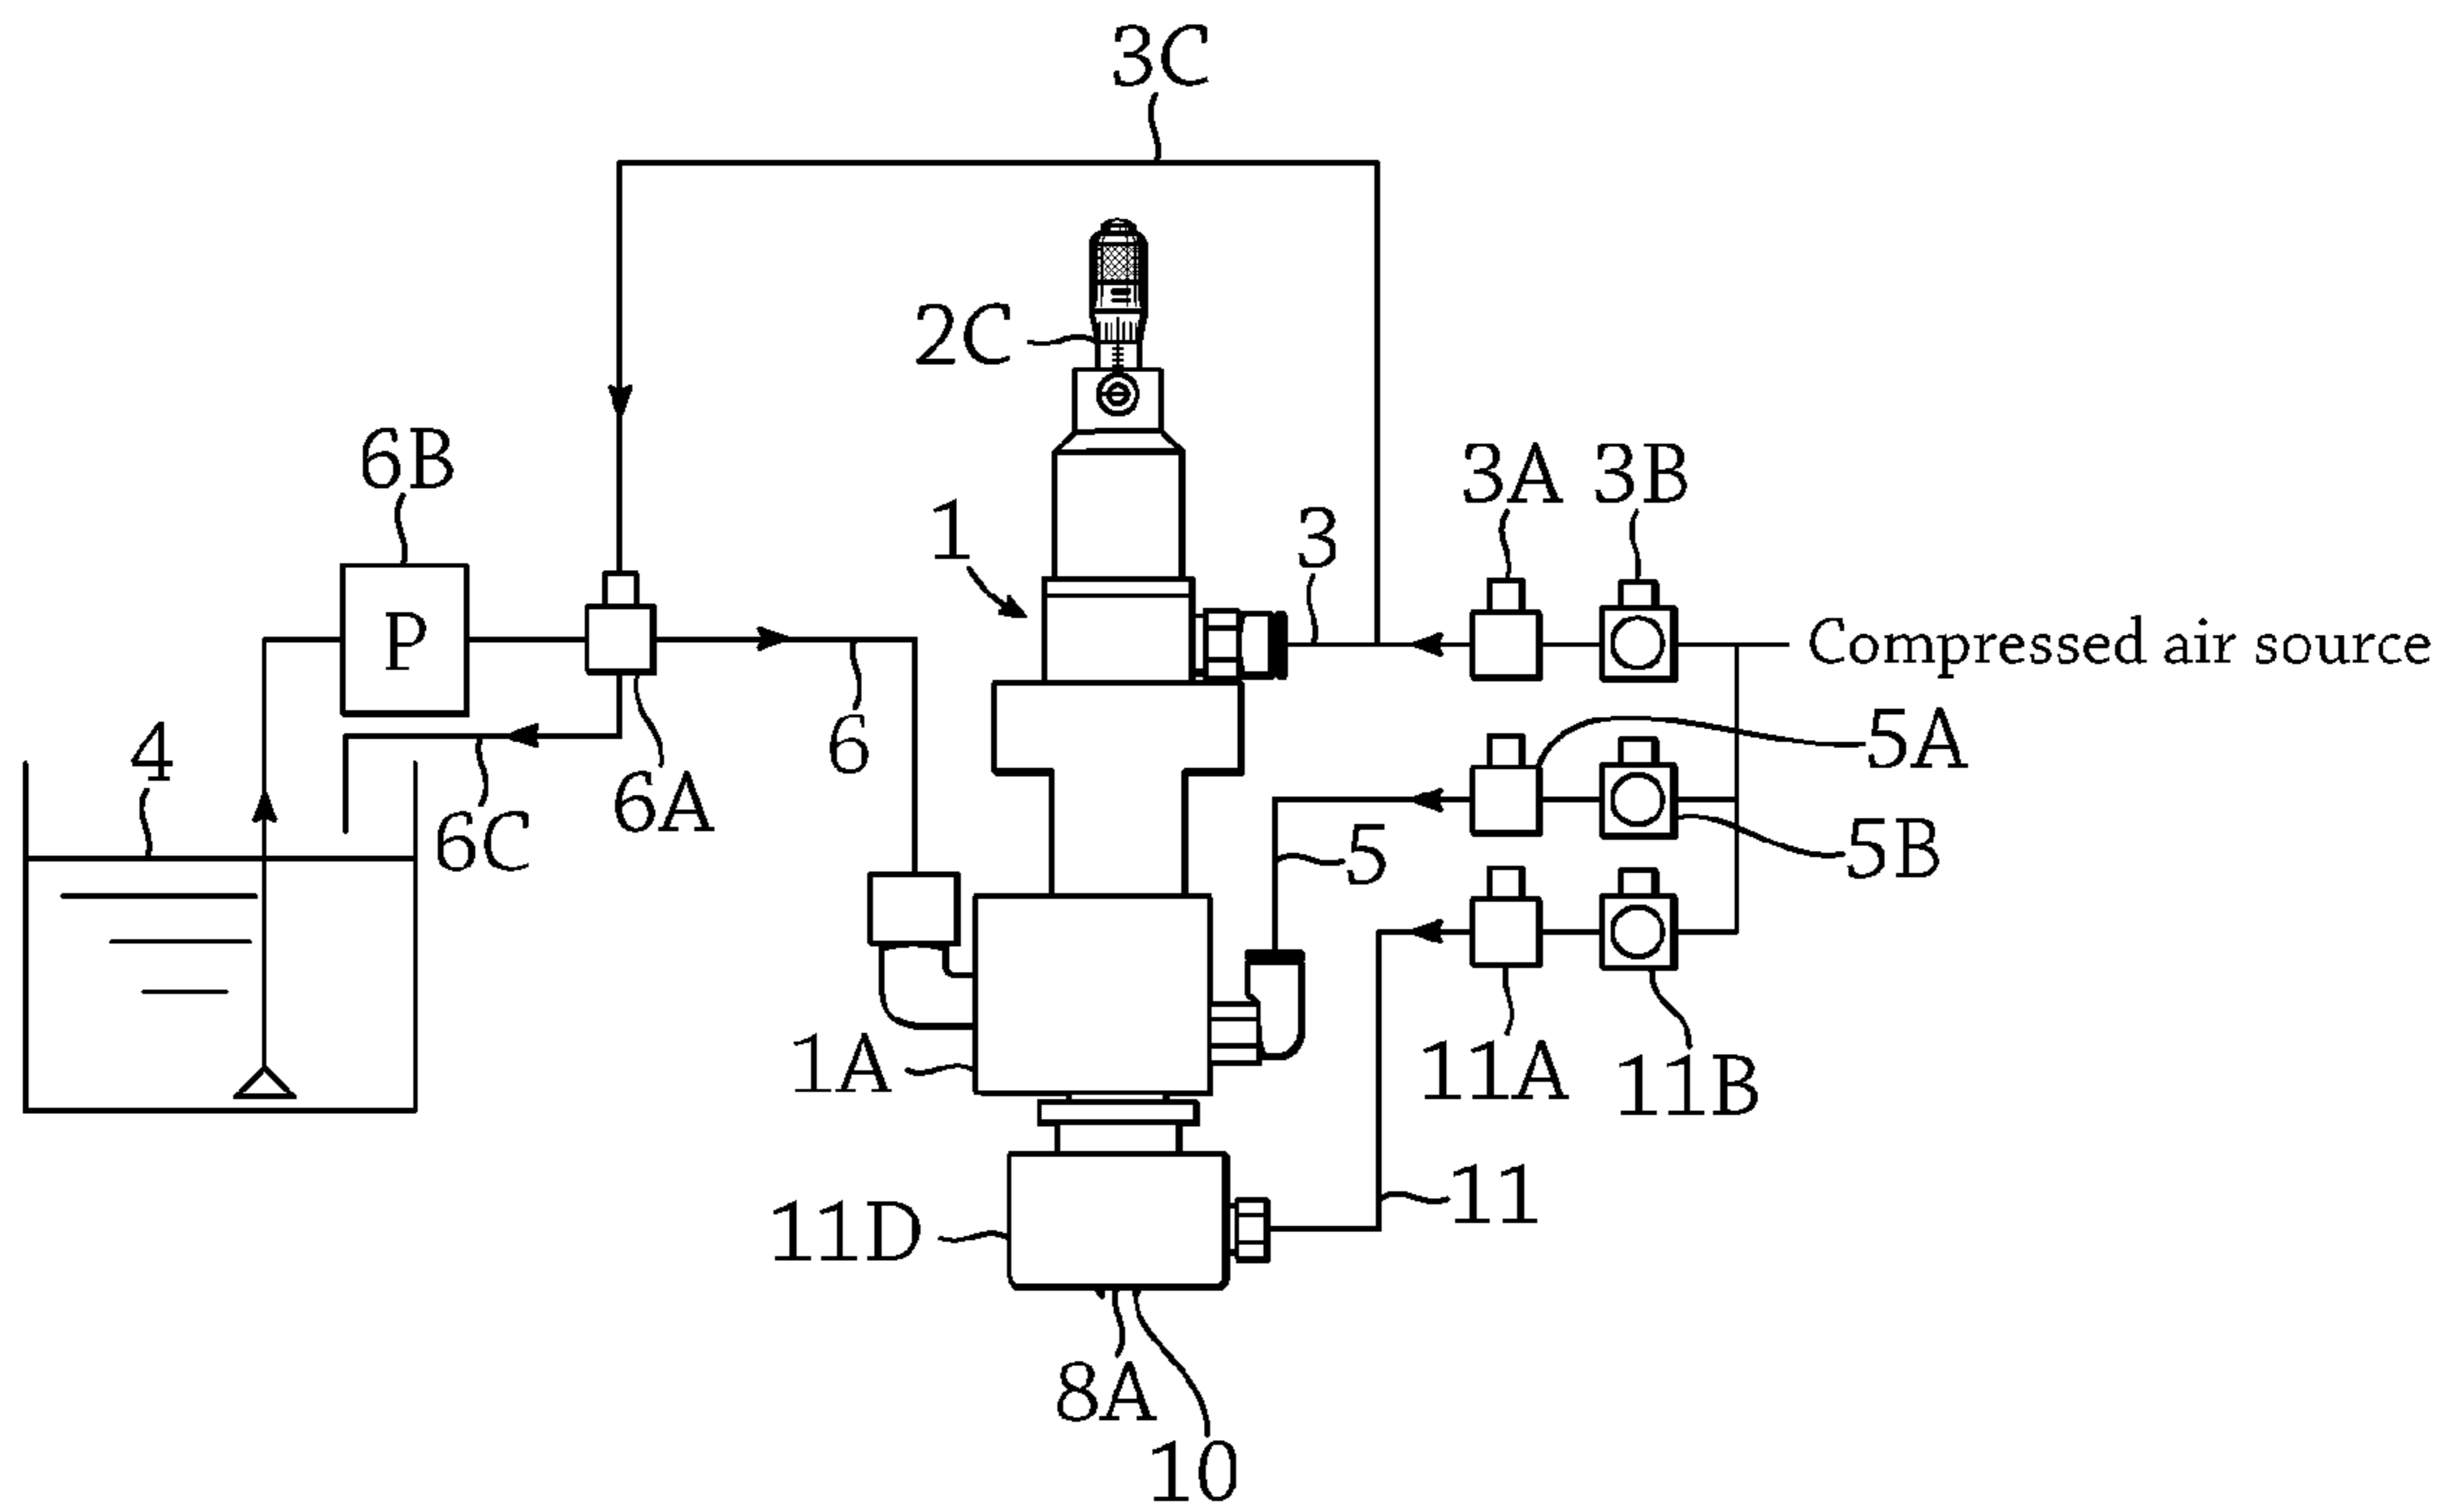 3C
2C
6B
3A 3B
1
3
P
Compressed air source
4
6
5A
6A
6C
5
5B
1A
11A
11B
11D
11
8A
10